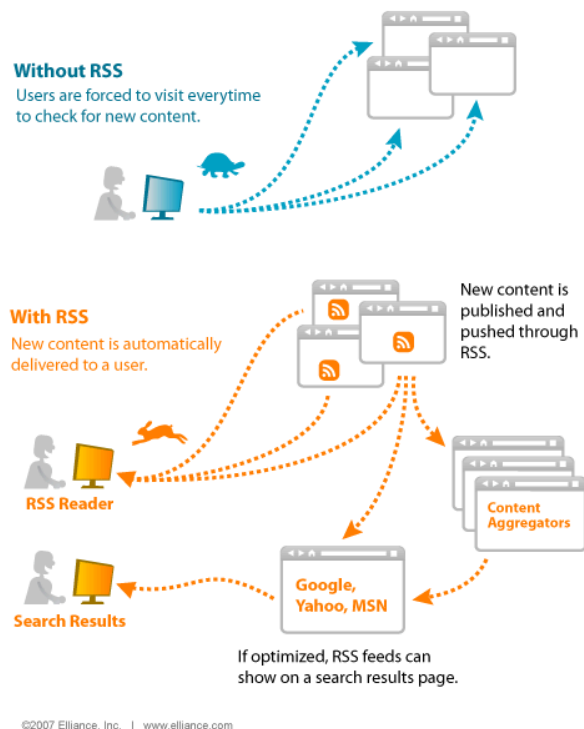 Without RSS
Users are forced to visit everytime
to check for new content.
With RSS
New content is automatically
delivered to a user.
New content is
published and
pushed through
RSS.
RSS Reader
Content
Aggregators
Google,
Yahoo, MSN
Search Results
If optimized, RSS feeds can
show on a search results page.
©2007 Elliance, Inc. | www.elliance.com